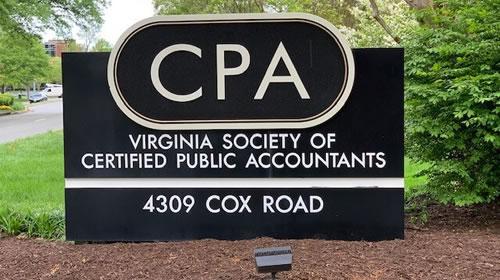 CPA
VIRGINIA SOCIETY OF
CERTIFIED PUBLIC ACCOUNTANTS
4309 COX ROAD